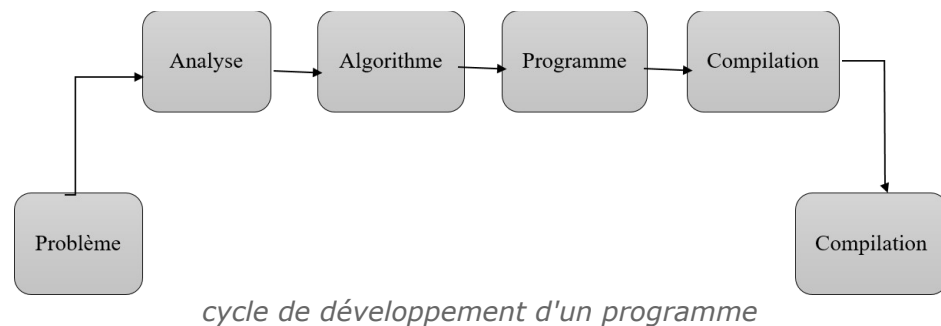 Analyse
Algorithme
Programme
Compilation
Problème
Compilation
cycle de développement d'un programme